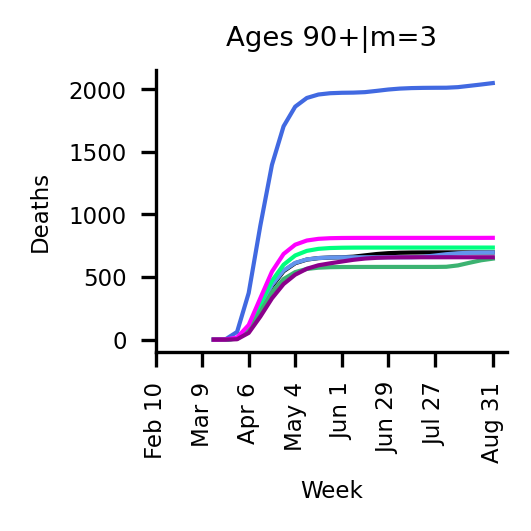 Ages 90+|m=3
Deaths
2000
1500
1000
500
0
Feb 10
Mar 9
Apr 6
May 4
Jun 1
Jun 29
Jul 27
Aug 31
Week